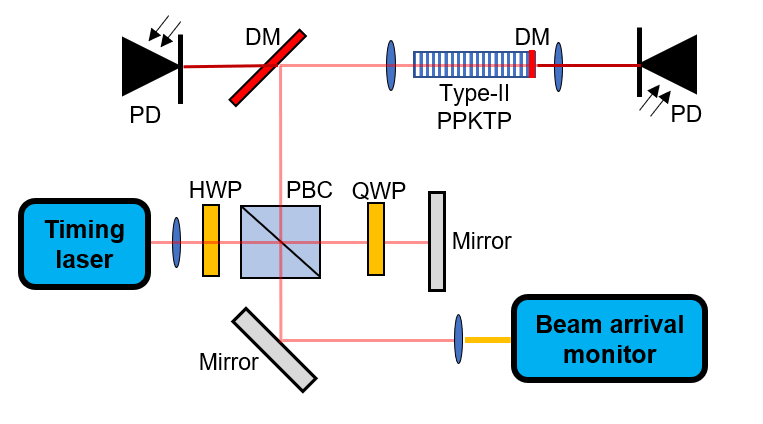 DM
DM
PD
Type-II
PPKTP
PD
HWP
PBC
QWP
Timing
laser
Mirror
Mirror
Beam arrival
monitor